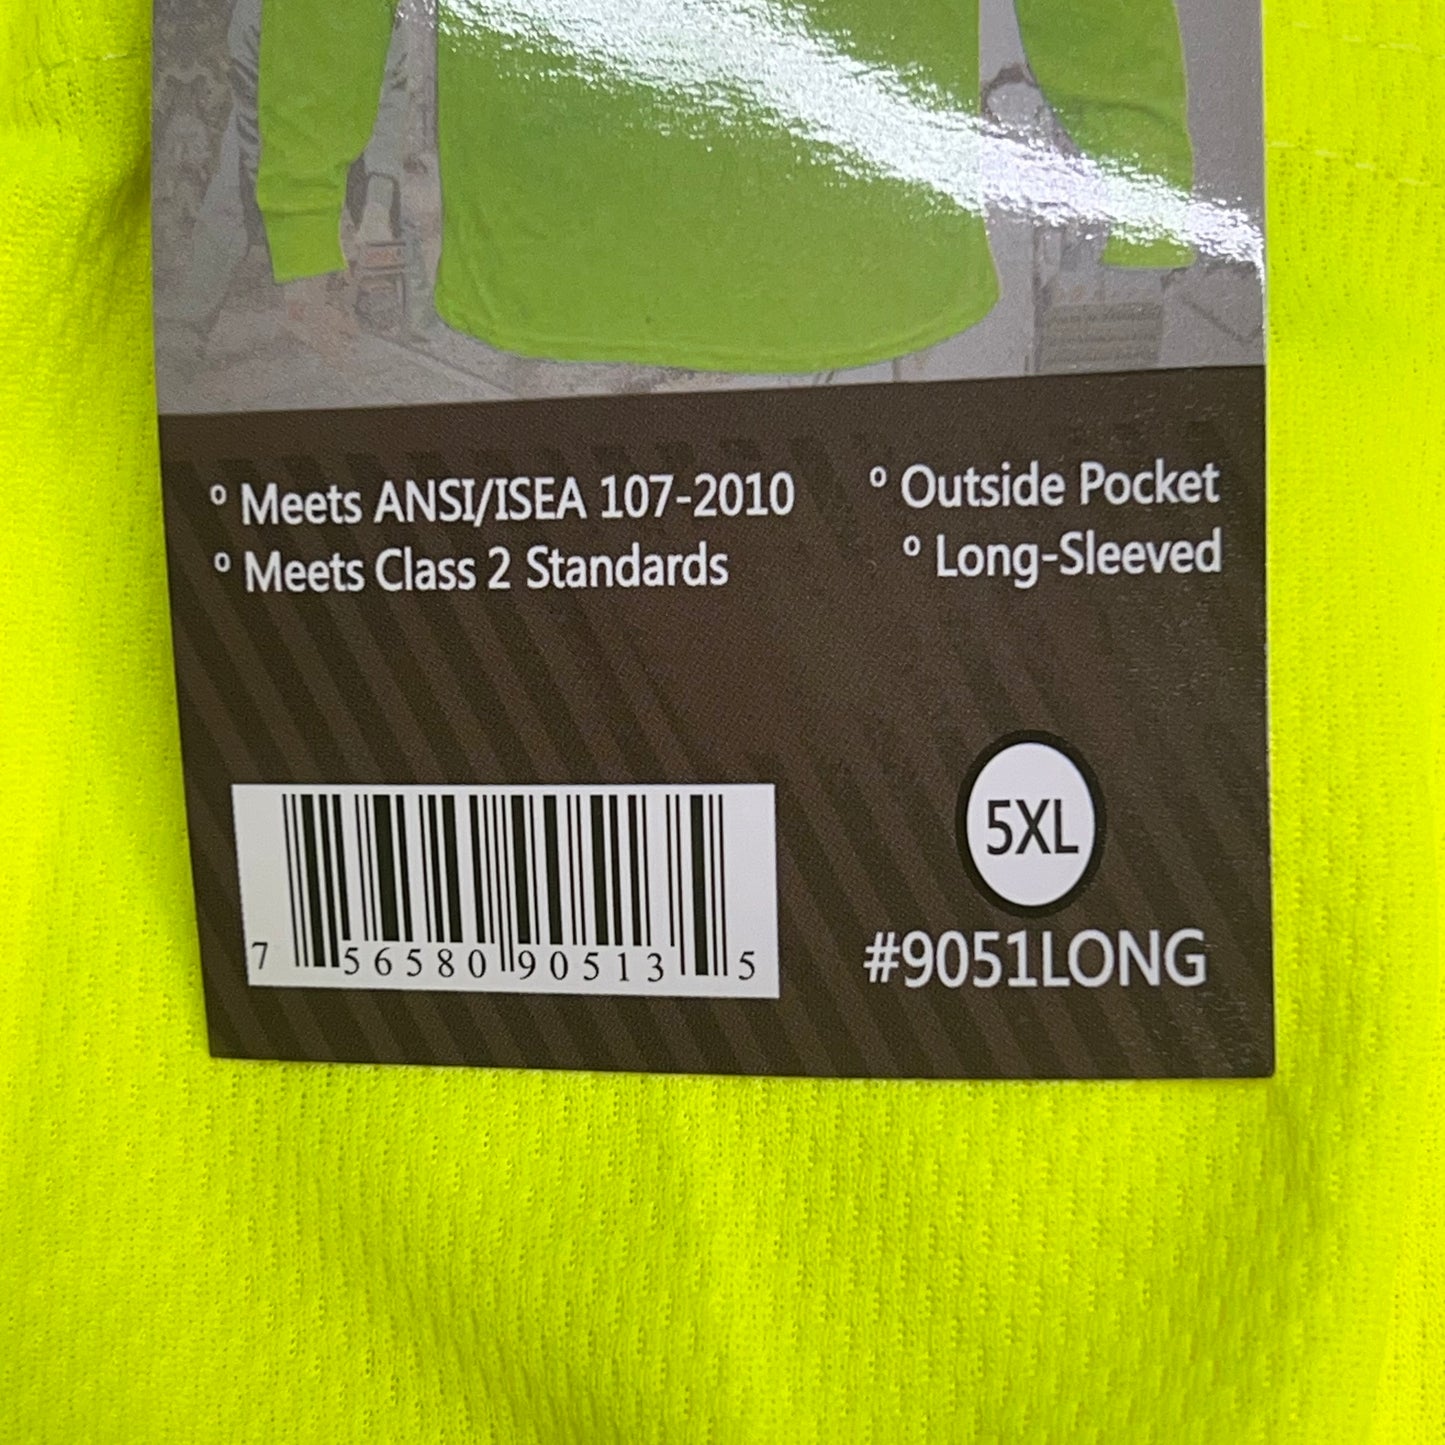 ° Meets ANSI/ISEA 107-2010
° Meets Class 2 Standards
° Outside Pocket
° Long-Sleeved
5XL
#9051LONG
7 56580 90513 5